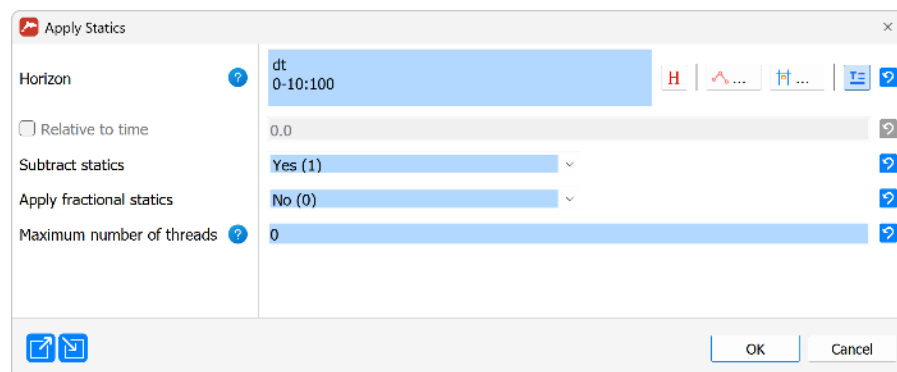 Apply Statics
Horizon
dt
0-10:100
H
...
...
T
Relative to time
0.0
Subtract statics
Yes (1)
Apply fractional statics
No (0)
Maximum number of threads
0
OK
Cancel